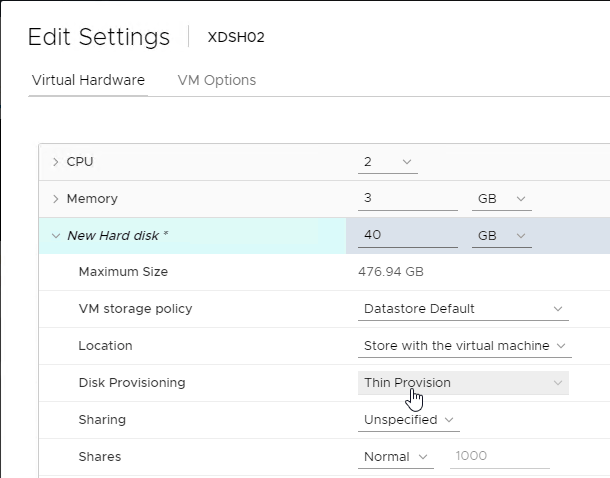 Edit Settings XDSH02
Virtual Hardware VM Options
CPU 2
Memory 3 GB
New Hard disk * 40 GB
Maximum Size 476.94 GB
VM storage policy Datastore Default
Location Store with the virtual machine
Disk Provisioning Thin Provision
Sharing Unspecified
Shares Normal 1000